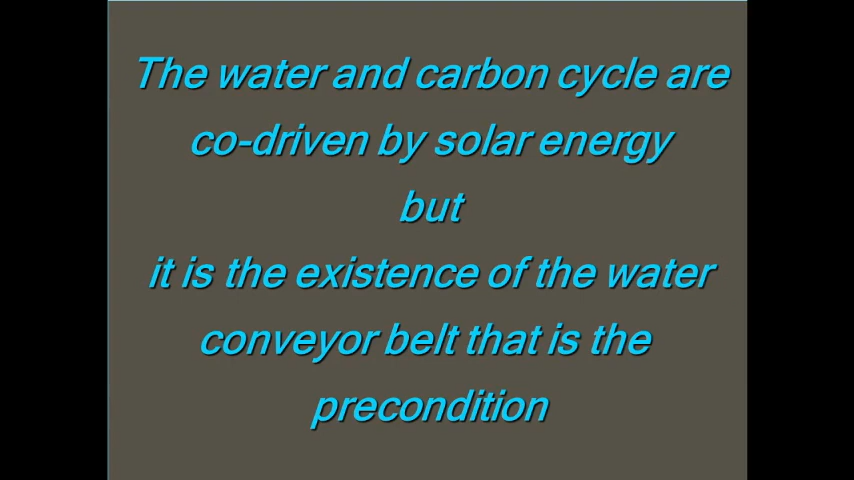 The water and carbon cycle are
co-driven by solar energy
but
it is the existence of the water
conveyor belt that is the
precondition